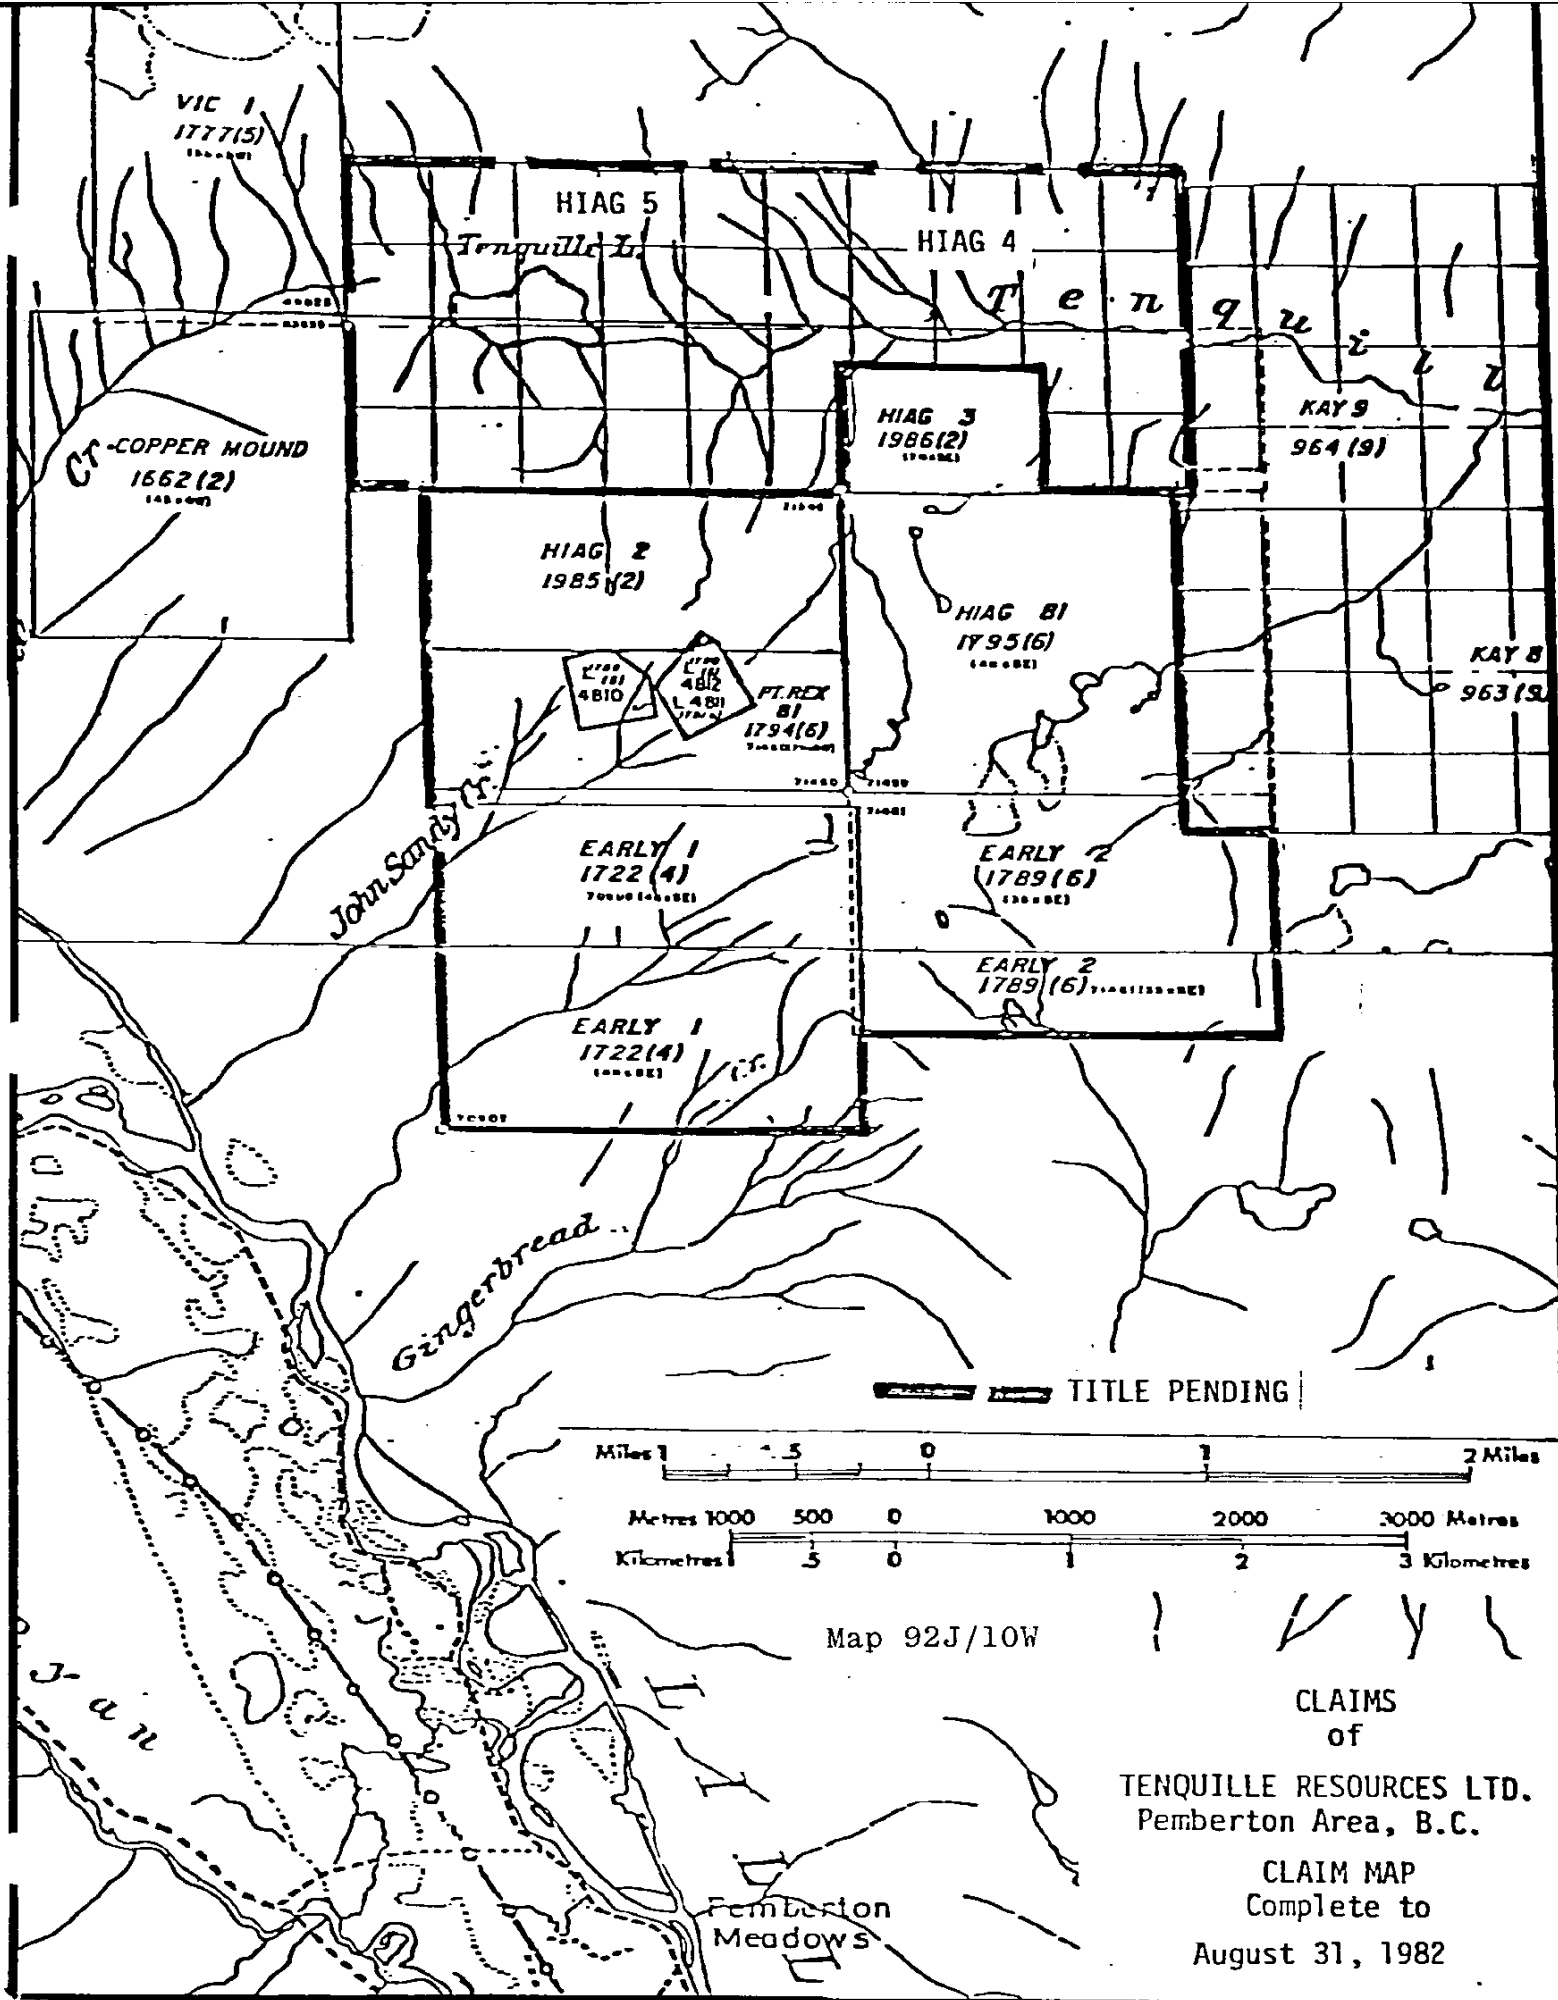 VIC 1
1777(5)
HIAG 5
Tenquille L.
HIAG 4
Tenquill
Cr
COPPER MOUND
1662(2)
HIAG 3
1986(2)
KAY 9
964(9)
HIAG 2
1985(2)
HIAG 81
1795(6)
KAY 8
963(9)
4810
4812
L 4811
FT. REX
81
1794(6)
John Sandy Cr.
EARLY 1
1722(4)
EARLY 2
1789(6)
EARLY 2
1789(6)
EARLY 1
1722(4)
Cr.
Gingerbread
TITLE PENDING
Miles 1 .5 0 1 2 Miles
Metres 1000 500 0 1000 2000 3000 Metres
Kilometres 1 .5 0 1 2 3 Kilometres
Map 92J/10W
CLAIMS
of
TENQUILLE RESOURCES LTD.
Pemberton Area, B.C.
CLAIM MAP
Complete to
August 31, 1982
Pemberton
Meadows